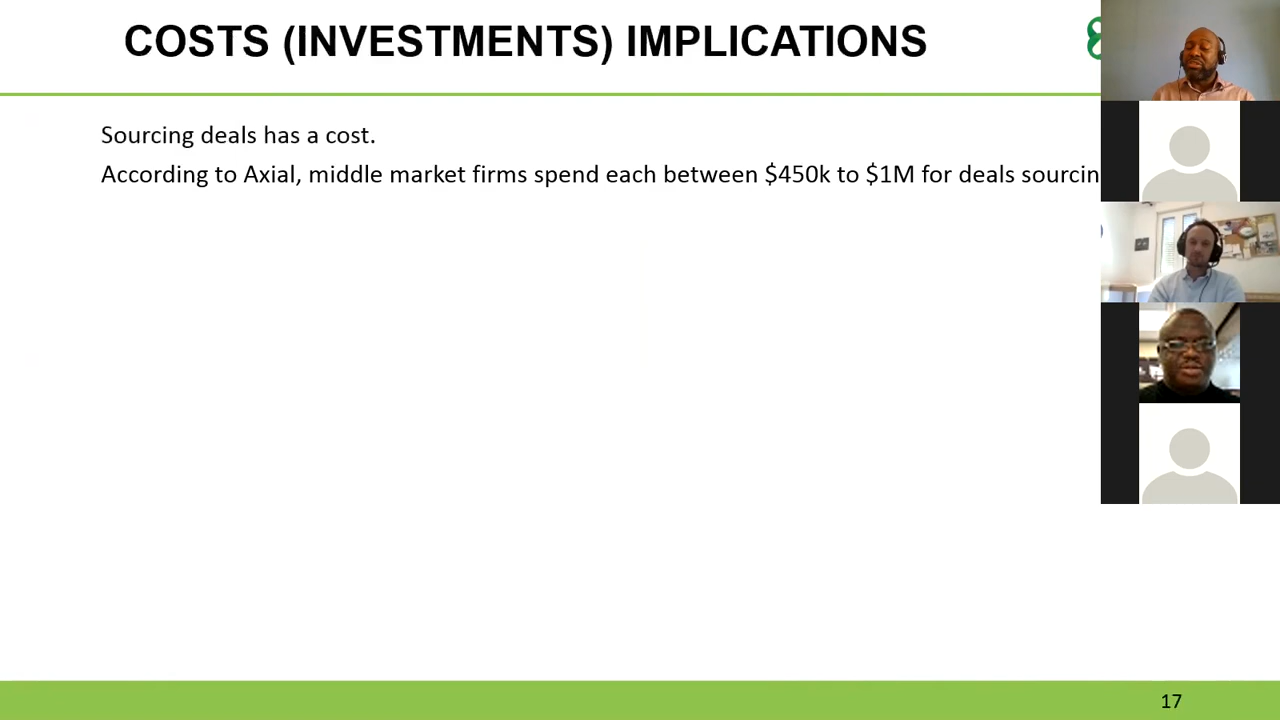 COSTS (INVESTMENTS) IMPLICATIONS
Sourcing deals has a cost.
According to Axial, middle market firms spend each between $450k to $1M for deals sourcin
17